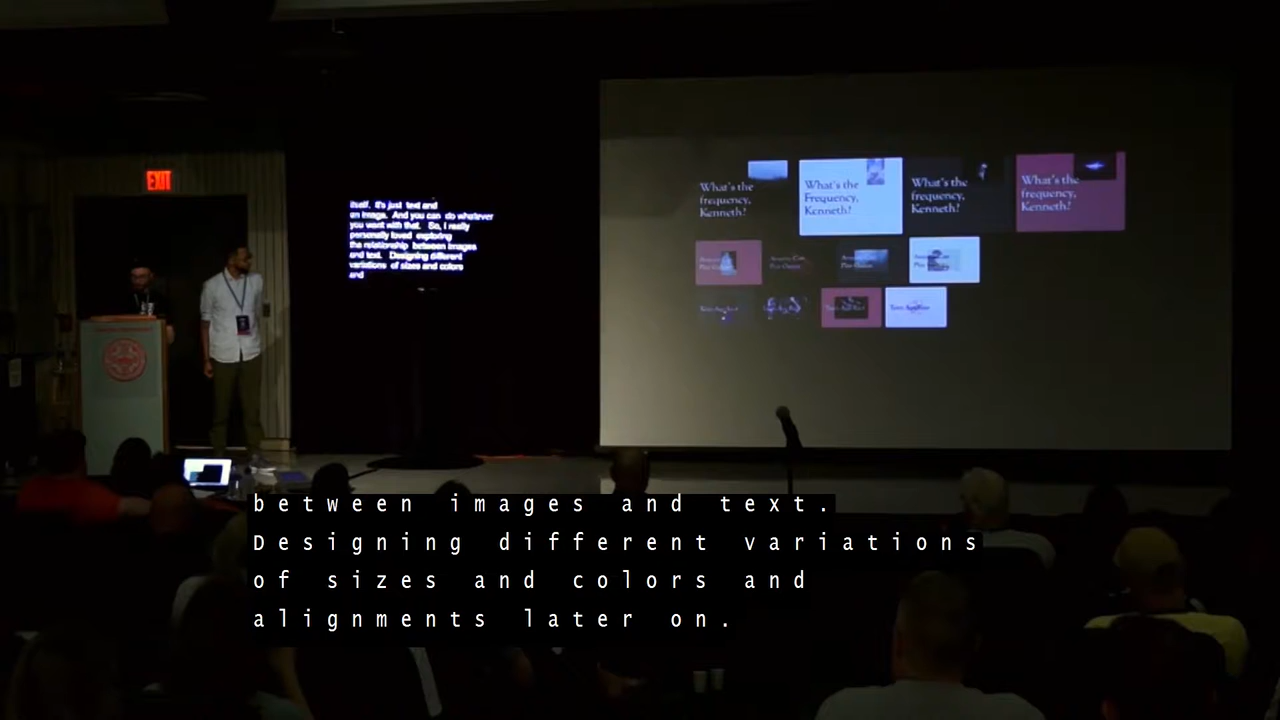 EXIT
itself. It's just text and
an image. And you can do whatever
you want with that. So, I really
personally loved exploring
the relationship between images
and text. Designing different
variations of sizes and colors
and
What's the
frequency,
Kenneth?
What's the
Frequency,
Kenneth?
What's the
frequency,
Kenneth?
What's the
frequency,
Kenneth?
between images and text.
Designing different variations
of sizes and colors and
alignments later on.